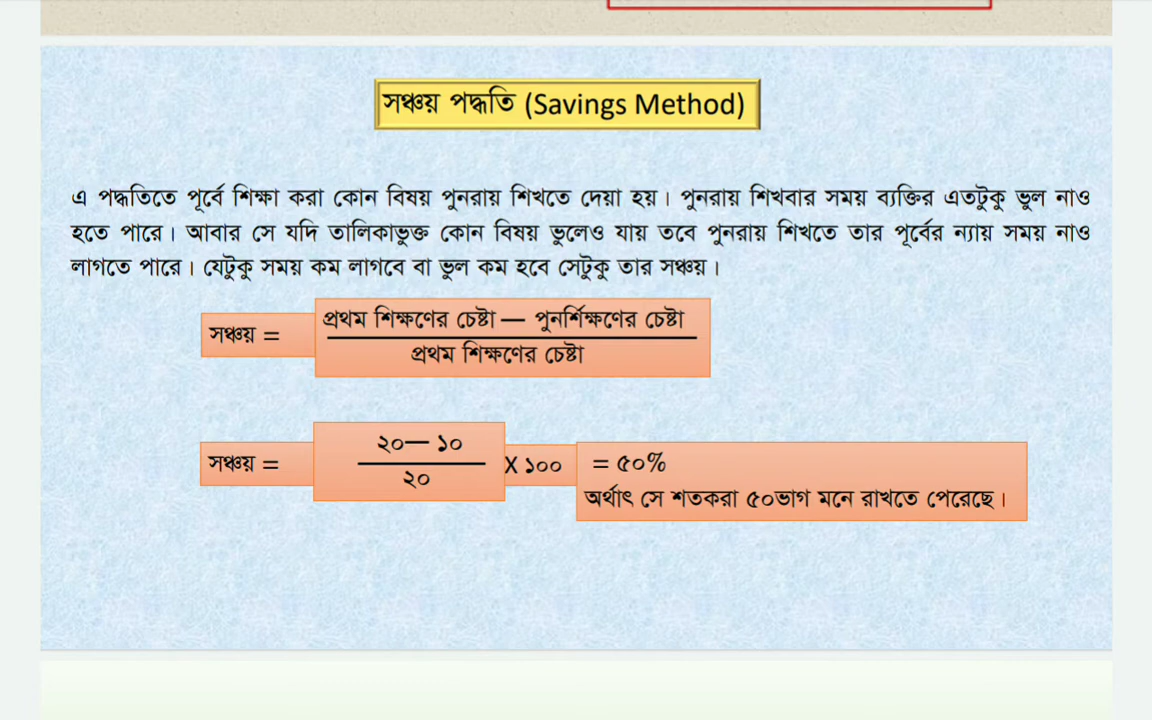 সঞ্চয় পদ্ধতি (Savings Method)
এ পদ্ধতিতে পূর্বে শিক্ষা করা কোন বিষয় পুনরায় শিখতে দেয়া হয়। পুনরায় শিখবার সময় ব্যক্তির এতটুকু ভুল নাও
হতে পারে। আবার সে যদি তালিকাভুক্ত কোন বিষয় ভুলেও যায় তবে পুনরায় শিখতে তার পূর্বের ন্যায় সময় নাও
লাগতে পারে। যেটুকু সময় কম লাগবে বা ভুল কম হবে সেটুকু তার সঞ্চয়।
সঞ্চয় =
প্রথম শিক্ষণের চেষ্টা — পুনর্শিক্ষণের চেষ্টা
প্রথম শিক্ষণের চেষ্টা
সঞ্চয় =
২০— ১০
২০
X ১০০
= ৫০%
অর্থাৎ সে শতকরা ৫০ভাগ মনে রাখতে পেরেছে।